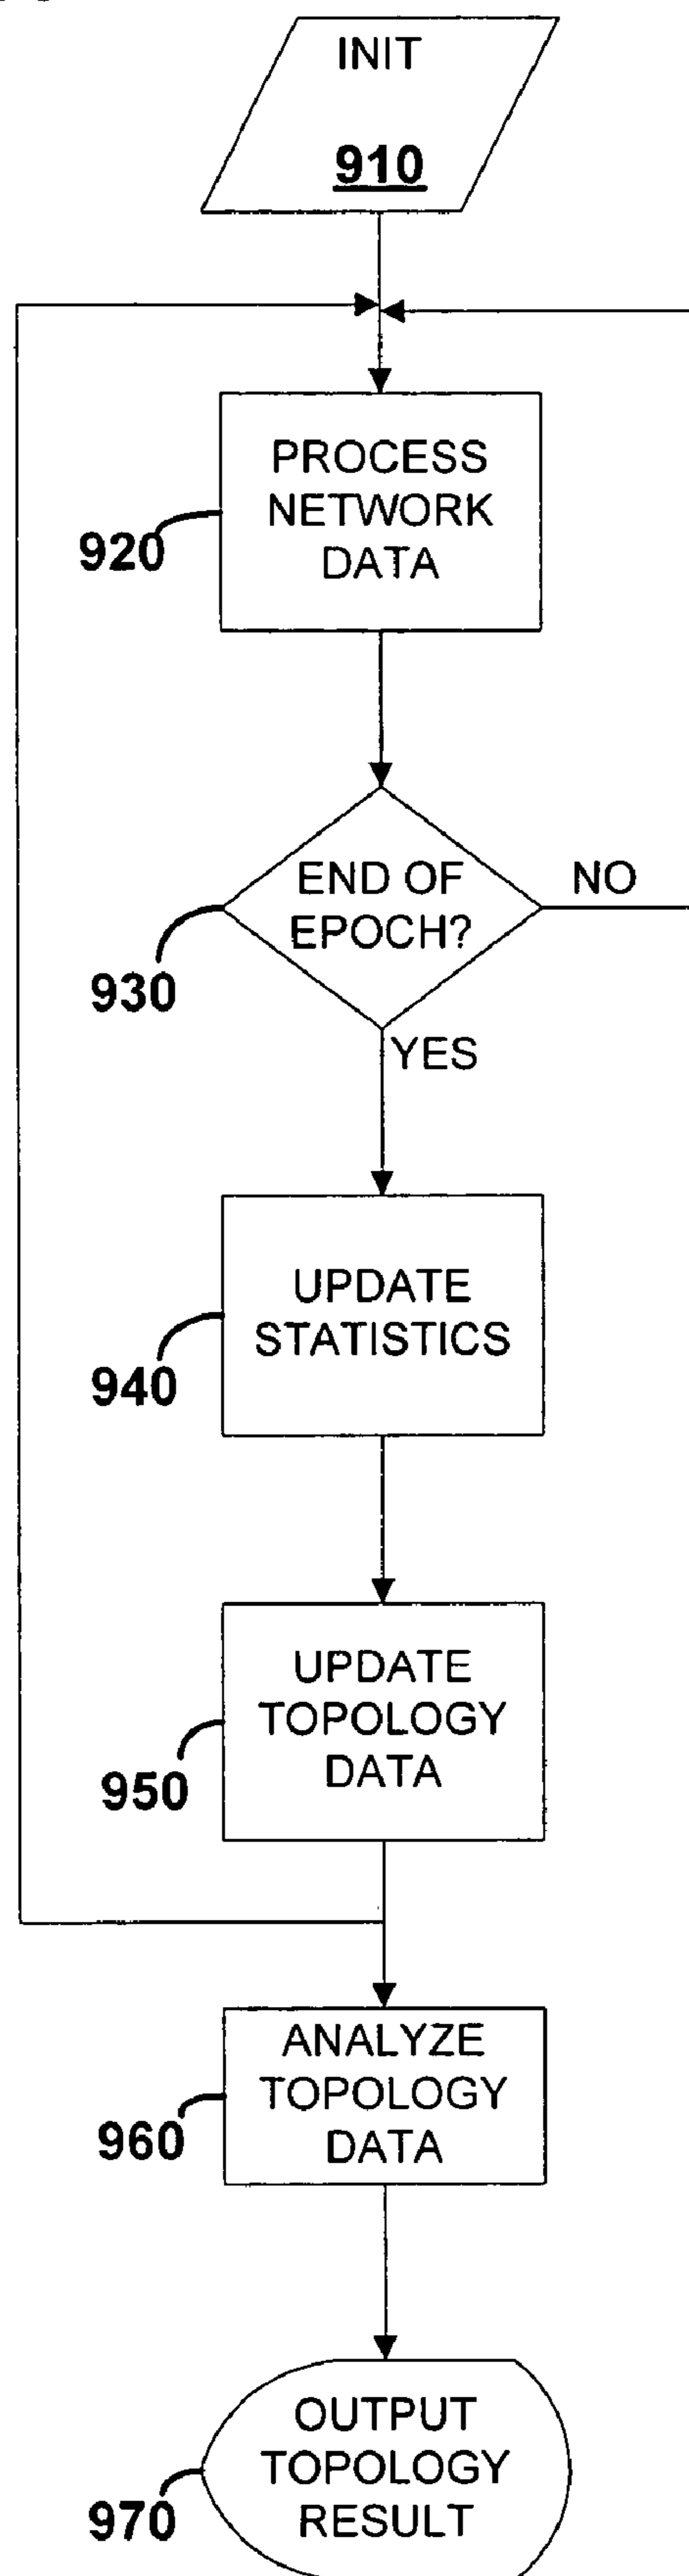 INIT
910
PROCESS
NETWORK
DATA
920
END OF
EPOCH?
NO
930
YES
UPDATE
STATISTICS
940
UPDATE
TOPOLOGY
DATA
950
ANALYZE
TOPOLOGY
DATA
960
OUTPUT
TOPOLOGY
RESULT
970